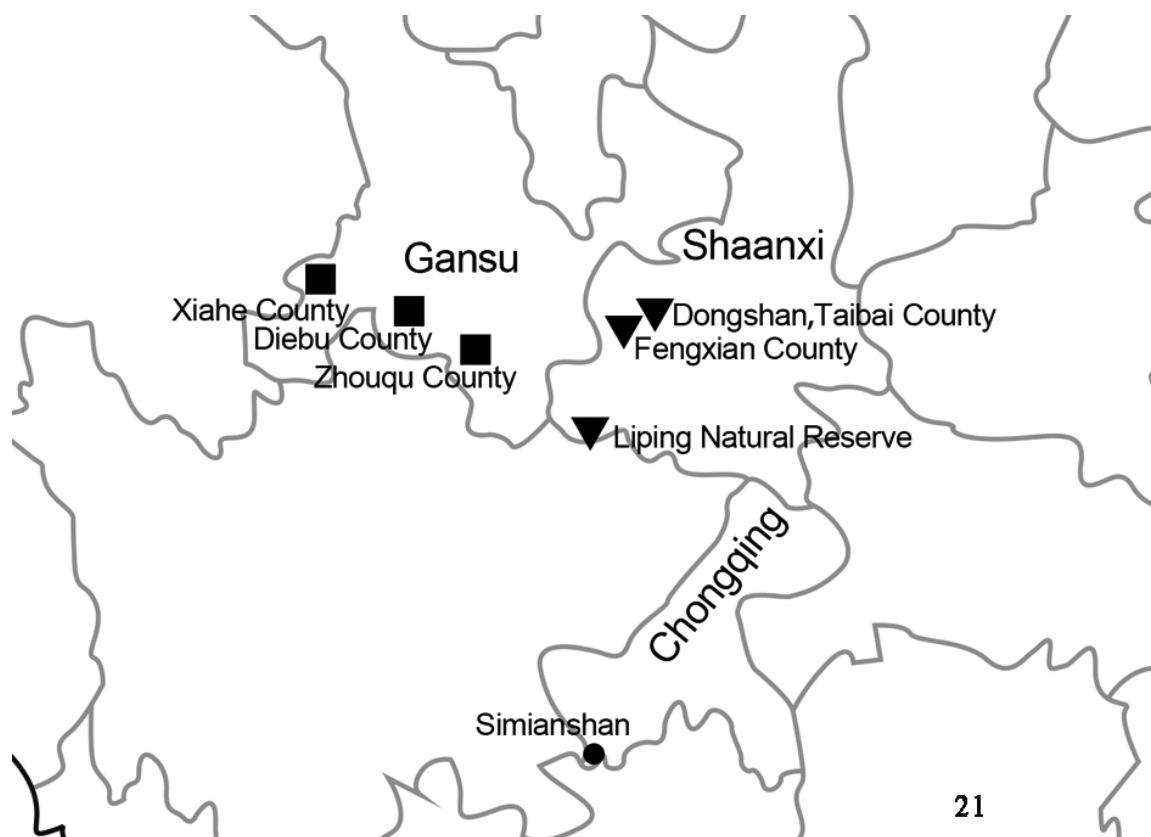 Gansu
Shaanxi
Xiahe County
Diebu County
Zhouqu County
Dongshan,Taibai County
Fengxian County
Liping Natural Reserve
Chongqing
Simianshan
21